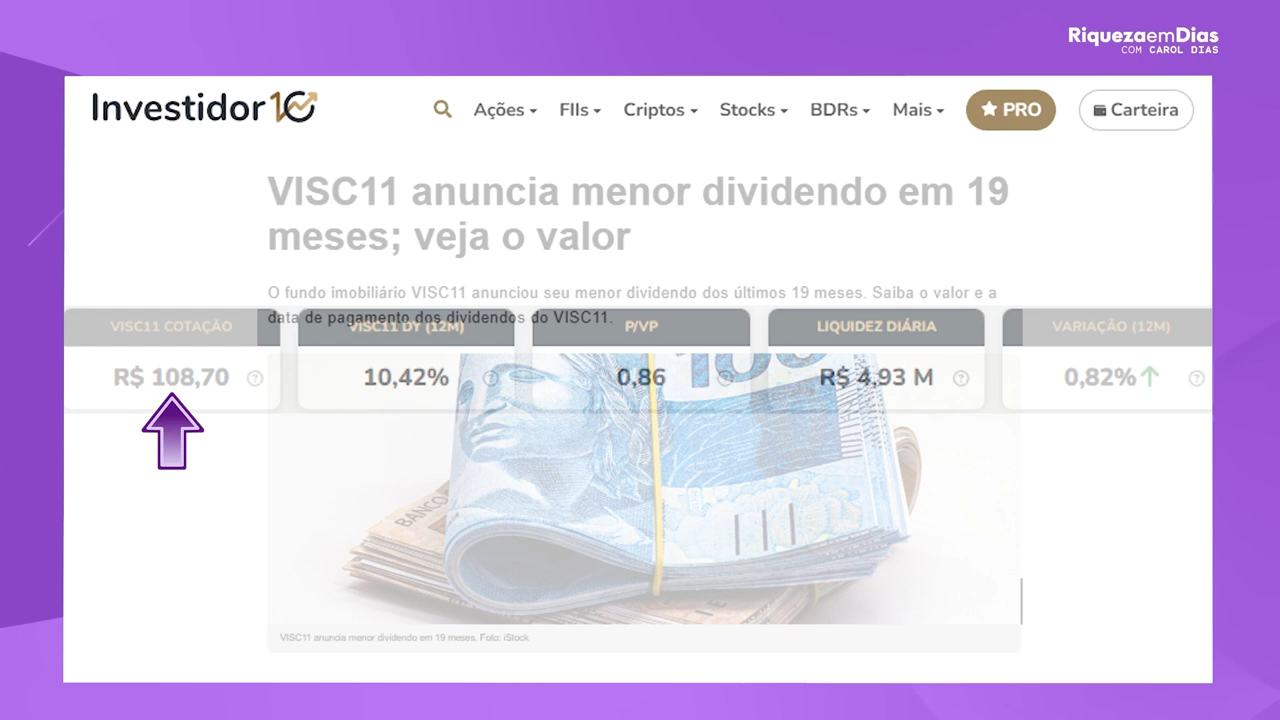 RiquezaemDias
COM CAROL DIAS
Investidor10
Ações FIIs Criptos Stocks BDRs Mais PRO Carteira
VISC11 anuncia menor dividendo em 19
meses; veja o valor
O fundo imobiliário VISC11 anunciou seu menor dividendo dos últimos 19 meses. Saiba o valor e a
data de pagamento dos dividendos do VISC11.
VISC11 COTAÇÃO VISC11 DY (12M) P/VP LIQUIDEZ DIÁRIA VARIAÇÃO (12M)
R$ 108,70 ? 10,42% ? 0,86 ? R$ 4,93 M ? 0,82% ?
100
BANCO
VISC11 anuncia menor dividendo em 19 meses. Foto: iStock